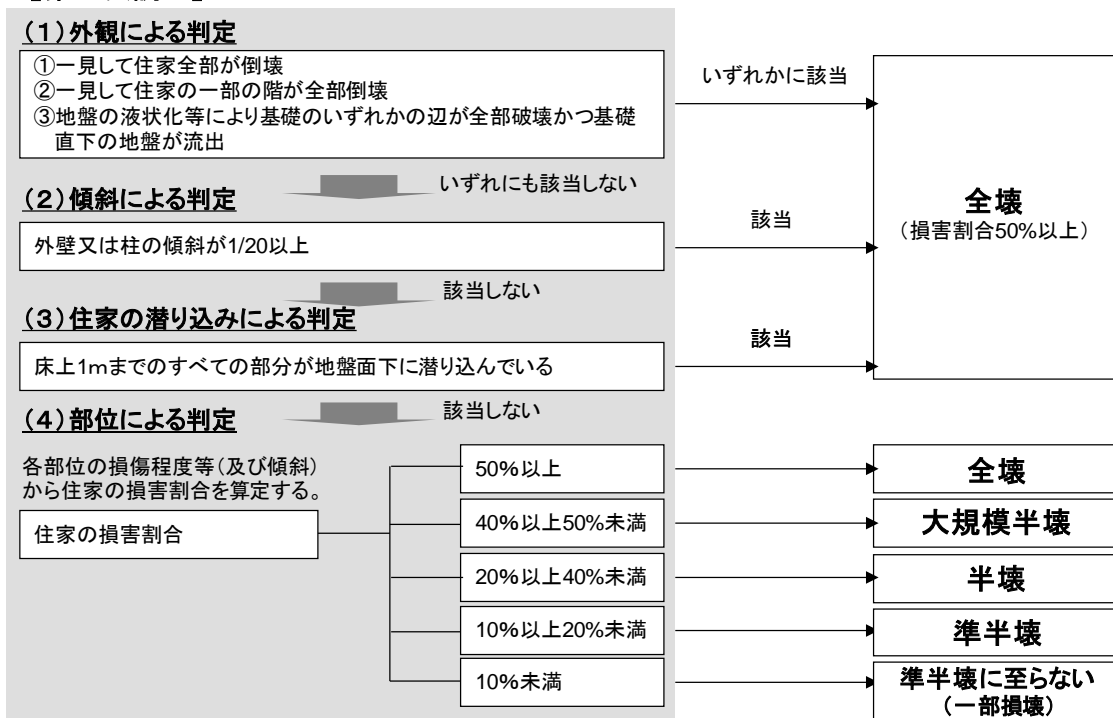 (1)外観による判定
①一見して住家全部が倒壊
②一見して住家の一部の階が全部倒壊
③地盤の液状化等により基礎のいずれかの辺が全部破壊かつ基礎
直下の地盤が流出
いずれかに該当
いずれにも該当しない
(2)傾斜による判定
外壁又は柱の傾斜が1/20以上
該当
全壊
(損害割合50%以上)
該当しない
(3)住家の潜り込みによる判定
床上1mまでのすべての部分が地盤面下に潜り込んでいる
該当
該当しない
(4)部位による判定
各部位の損傷程度等(及び傾斜)
から住家の損害割合を算定する。
住家の損害割合
50%以上
全壊
40%以上50%未満
大規模半壊
20%以上40%未満
半壊
10%以上20%未満
準半壊
10%未満
準半壊に至らない
(一部損壊)